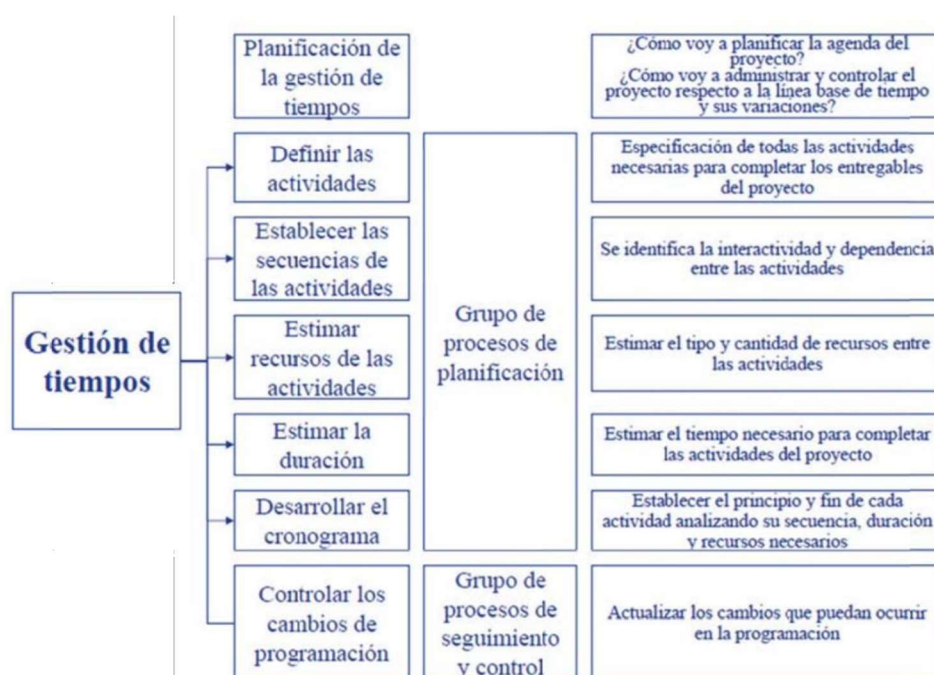 Planificación de
la gestión de
tiempos
¿Cómo voy a planificar la agenda del
proyecto?
¿Cómo voy a administrar y controlar el
proyecto respecto a la línea base de tiempo
y sus variaciones?
Definir las
actividades
Especificación de todas las actividades
necesarias para completar los entregables
del proyecto
Establecer las
secuencias de
las actividades
Se identifica la interactividad y dependencia
entre las actividades
Gestión de
tiempos
Estimar
recursos de las
actividades
Grupo de
procesos de
planificación
Estimar el tipo y cantidad de recursos entre
las actividades
Estimar la
duración
Estimar el tiempo necesario para completar
las actividades del proyecto
Desarrollar el
cronograma
Establecer el principio y fin de cada
actividad analizando su secuencia, duración
y recursos necesarios
Controlar los
cambios de
programación
Grupo de
procesos de
seguimiento
y control
Actualizar los cambios que puedan ocurrir
en la programación